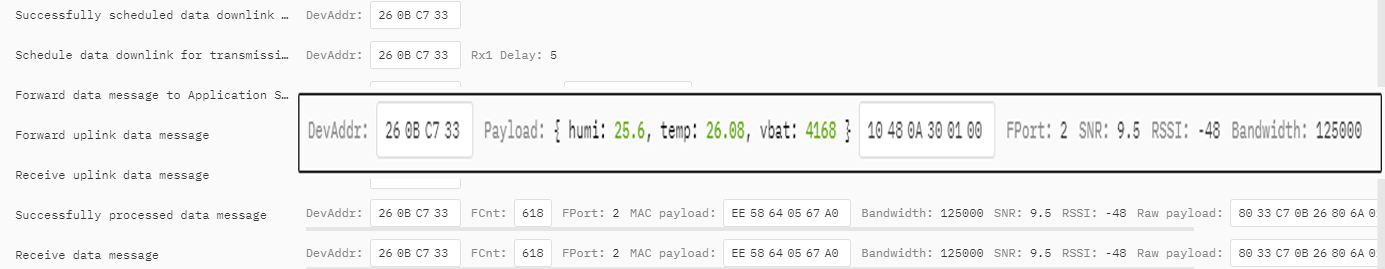 Successfully scheduled data downlink … DevAddr: 26 0B C7 33
Schedule data downlink for transmissi… DevAddr: 26 0B C7 33 Rx1 Delay: 5
Forward data message to Application S…
Forward uplink data message DevAddr: 26 0B C7 33 Payload: { humi: 25.6, temp: 26.08, vbat: 4168 } 10 48 0A 30 01 00 FPort: 2 SNR: 9.5 RSSI: -48 Bandwidth: 125000
Receive uplink data message
Successfully processed data message DevAddr: 26 0B C7 33 FCnt: 618 FPort: 2 MAC payload: EE 58 64 05 67 A0 Bandwidth: 125000 SNR: 9.5 RSSI: -48 Raw payload: 80 33 C7 0B 26 80 6A
Receive data message DevAddr: 26 0B C7 33 FCnt: 618 FPort: 2 MAC payload: EE 58 64 05 67 A0 Bandwidth: 125000 SNR: 9.5 RSSI: -48 Raw payload: 80 33 C7 0B 26 80 6A